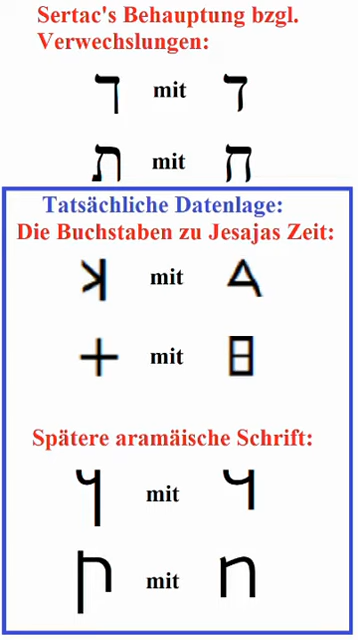 Sertac's Behauptung bzgl.
Verwechslungen:
ך mit ד
ת mit ח
Tatsächliche Datenlage:
Die Buchstaben zu Jesajas Zeit:
𐤊 mit 𐤃
𐤕 mit 𐤇
Spätere aramäische Schrift:
𐡊 mit 𐡃
𐡕 mit 𐡇